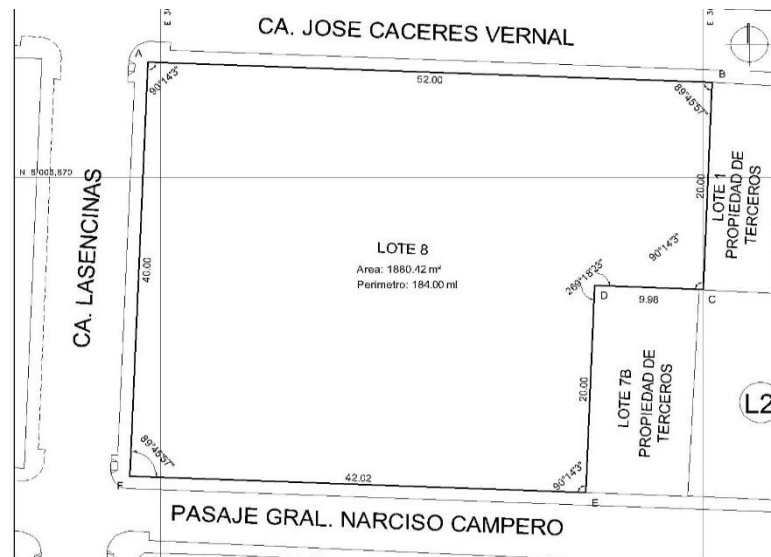 CA. JOSE CACERES VERNAL
A
B
52.00
90°14'3"
89°45'57"
N 8'005,870
20.00
LOTE 1
PROPIEDAD DE
TERCEROS
CA. LASENCINAS
40.00
LOTE 8
Area: 1880.42 m²
Perimetro: 184.00 ml
90°14'3"
269°18'23"
D
9.98
C
20.00
LOTE 7B
PROPIEDAD DE
TERCEROS
L2
89°45'57"
42.02
90°14'3"
F
E
PASAJE GRAL. NARCISO CAMPERO